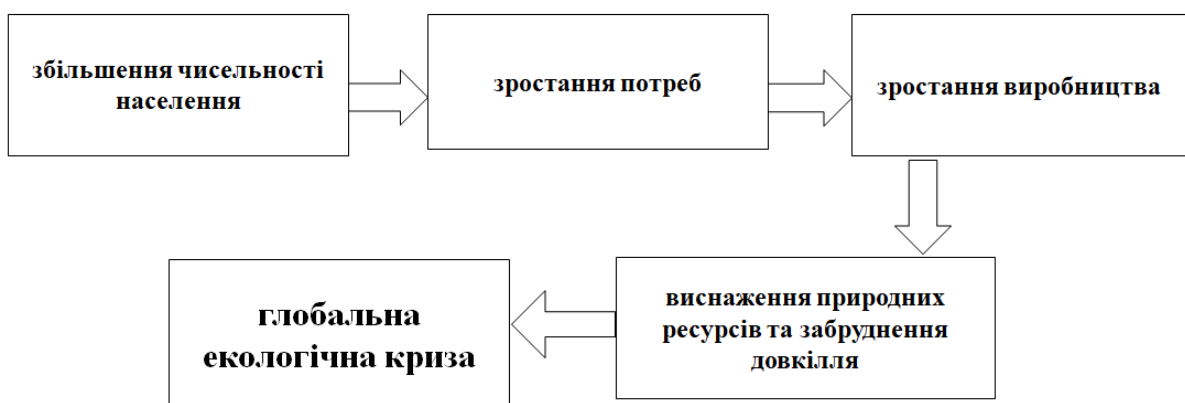 збільшення чисельності
населення
зростання потреб
зростання виробництва
виснаження природних
ресурсів та забруднення
довкілля
глобальна
екологічна криза